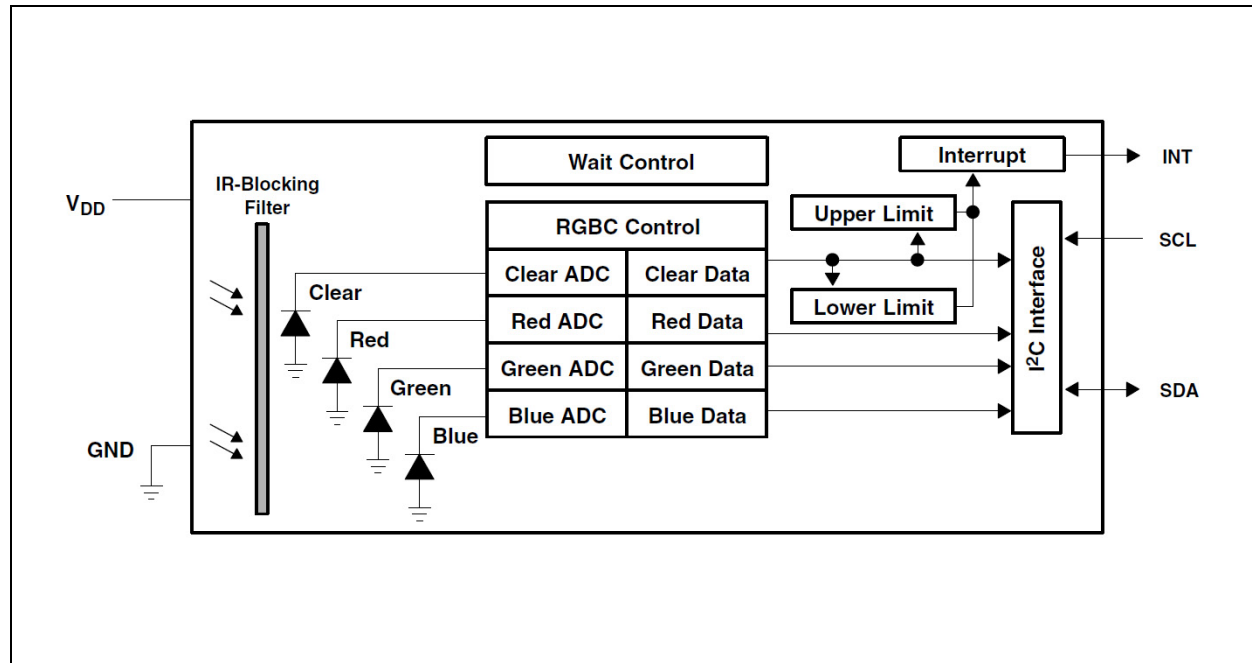 Wait Control
Interrupt
INT
IR-Blocking
Filter
V_DD
Upper Limit
RGBC Control
SCL
Clear ADC
Clear Data
Clear
Lower Limit
Red ADC
Red Data
Red
I²C Interface
Green ADC
Green Data
Green
SDA
Blue ADC
Blue Data
Blue
GND